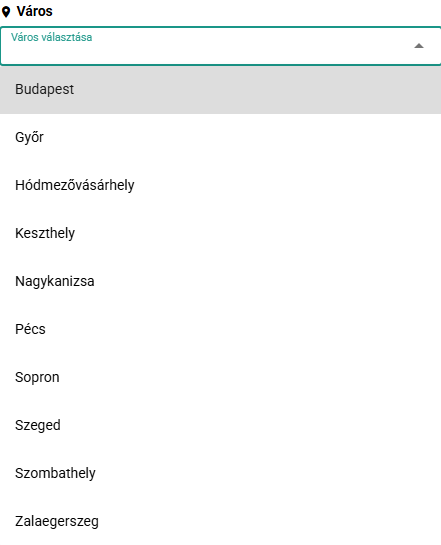 Város
Város választása
Budapest
Győr
Hódmezővásárhely
Keszthely
Nagykanizsa
Pécs
Sopron
Szeged
Szombathely
Zalaegerszeg